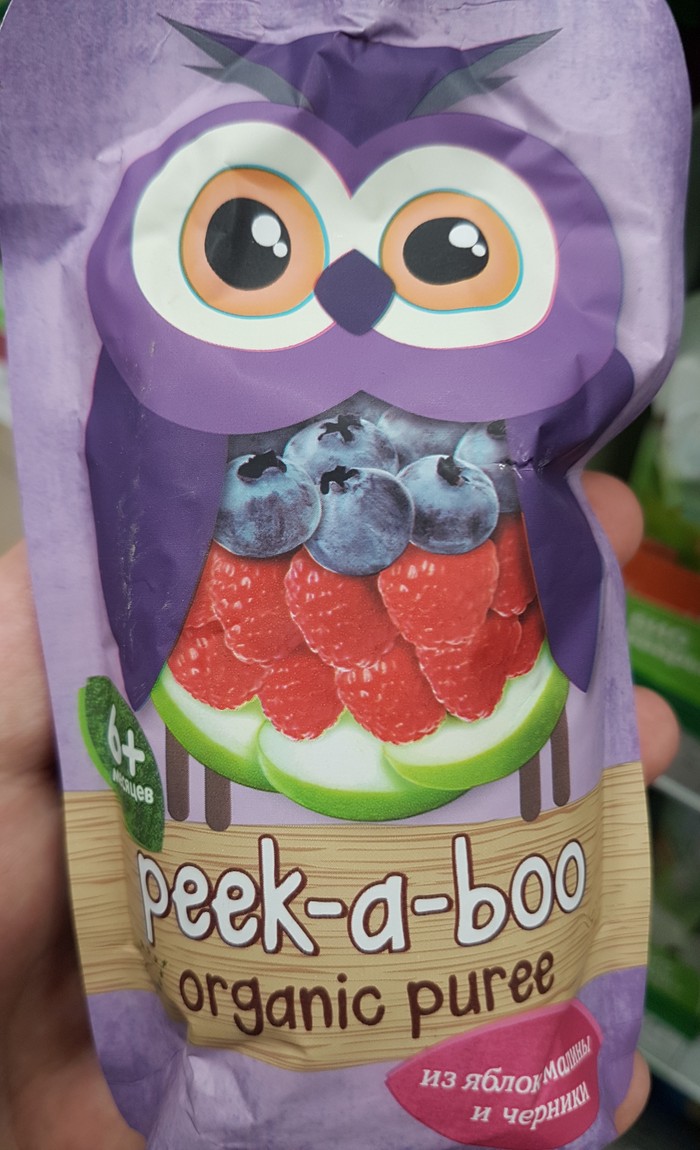 6+
месяцев
peek-a-boo
organic puree
из яблок малины
и черники